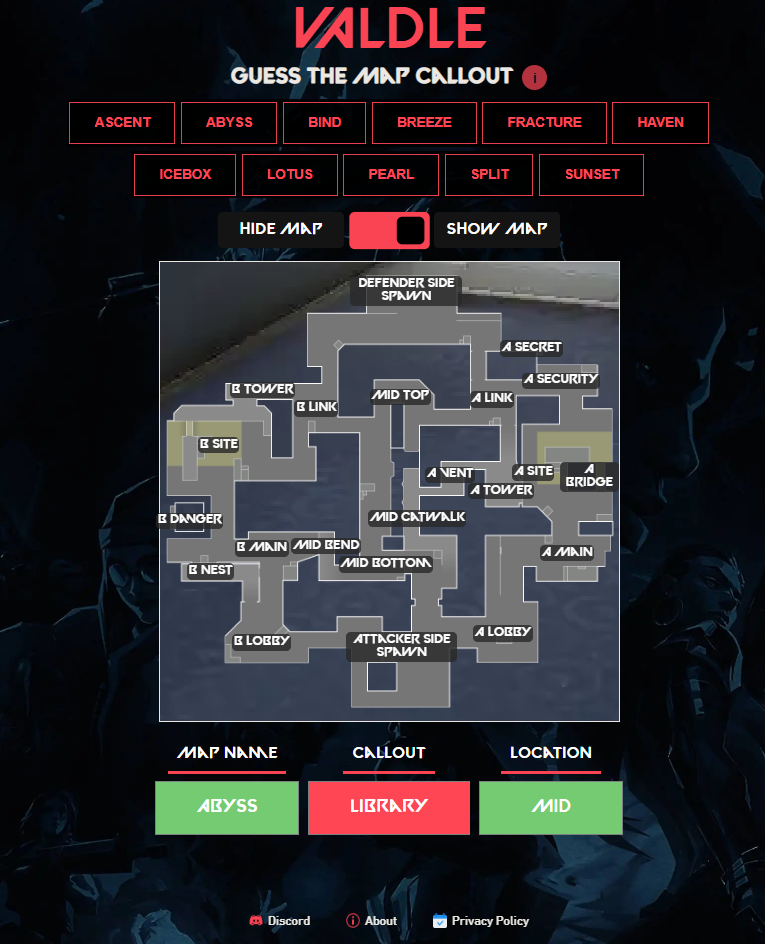 VALDLE
GUESS THE MAP CALLOUT i
ASCENT ABYSS BIND BREEZE FRACTURE HAVEN
ICEBOX LOTUS PEARL SPLIT SUNSET
HIDE MAP SHOW MAP
DEFENDER SIDE
SPAWN
A SECRET
A SECURITY
B TOWER
MID TOP
A LINK
B LINK
B SITE
A VENT
A SITE
A
BRIDGE
A TOWER
B DANGER
MID CATWALK
B MAIN
MID BEND
A MAIN
MID BOTTOM
B NEST
A LOBBY
B LOBBY
ATTACKER SIDE
SPAWN
MAP NAME CALLOUT LOCATION
ABYSS LIBRARY MID
Discord About Privacy Policy